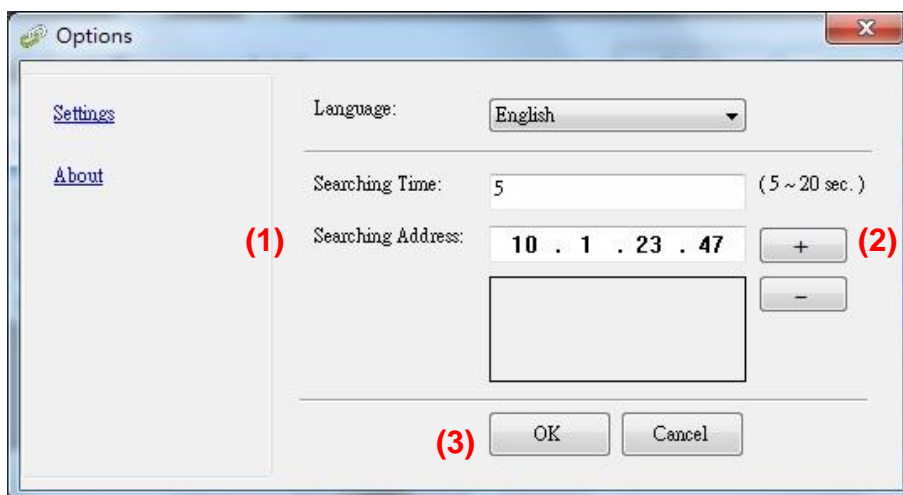 Options
x
Settings
About
Language: English
Searching Time: 5 ( 5 ~ 20 sec. )
(1) Searching Address: 10 . 1 . 23 . 47 + (2)
−
(3) OK Cancel